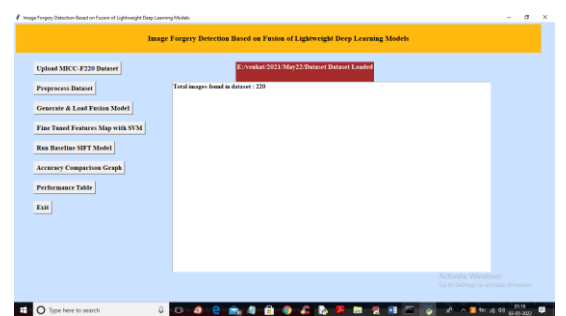 Image Forgery Detection Based on Fusion of Lightweight Deep Learning Models
Image Forgery Detection Based on Fusion of Lightweight Deep Learning Models
Upload MICC-F220 Dataset
E:/venkat/2021/May22/Dataset Dataset Loaded
Preprocess Dataset
Total images found in dataset : 220
Generate & Load Fusion Model
Fine Tuned Features Map with SVM
Run Baseline SIFT Model
Accuracy Comparison Graph
Performance Table
Exit
Activate Windows
Go to Settings to activate Windows.
Type here to search